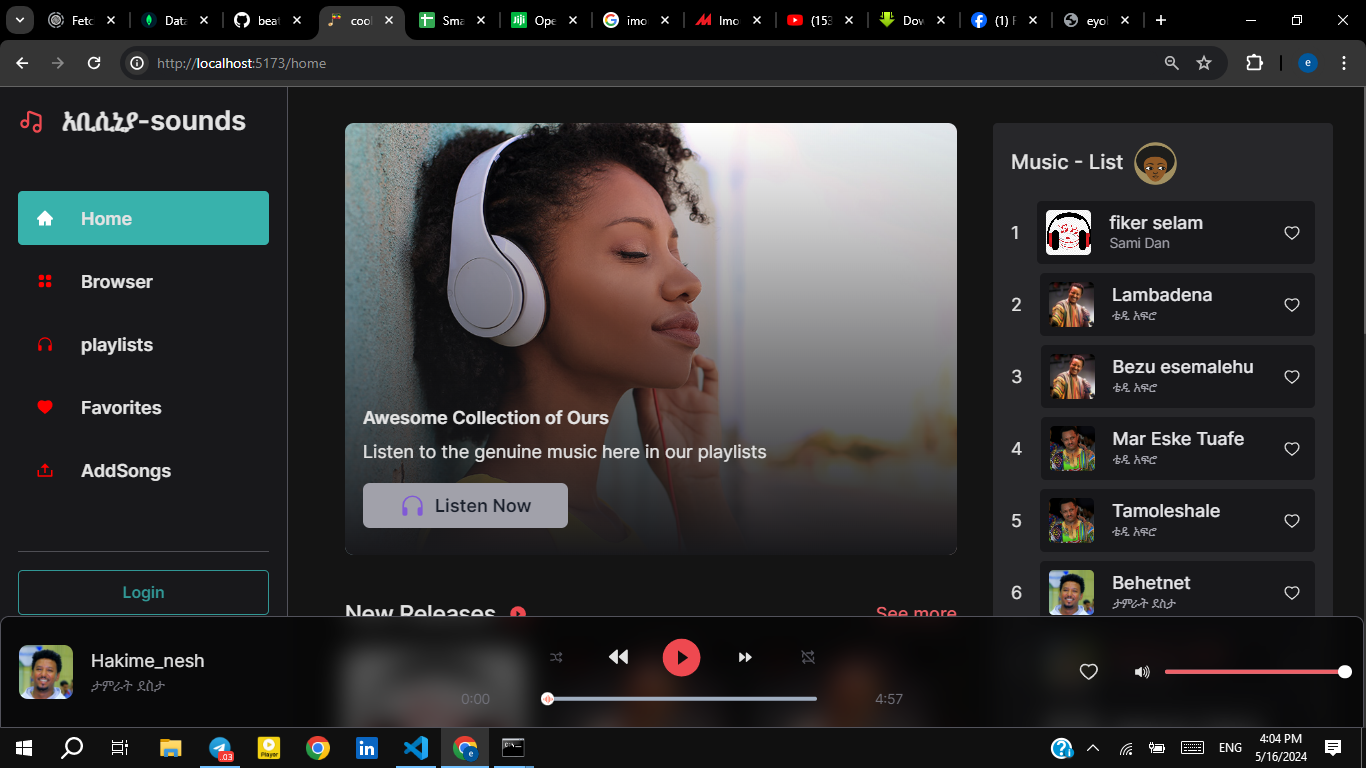 Fetc
Data
beat
cool
Sma
Jiji
Ope
imo
Imo
(153
Dow
(1) F
eyol
http://localhost:5173/home
e
አቢሲኒያ-sounds
Home
Browser
playlists
Favorites
AddSongs
Login
Awesome Collection of Ours
Listen to the genuine music here in our playlists
Listen Now
New Releases
See more
Music - List
1
fiker selam
Sami Dan
2
Lambadena
ቴዲ አፍሮ
3
Bezu esemalehu
ቴዲ አፍሮ
4
Mar Eske Tuafe
ቴዲ አፍሮ
5
Tamoleshale
ቴዲ አፍሮ
6
Behetnet
ታምራት ደስታ
Hakime_nesh
ታምራት ደስታ
0:00
4:57
.03
Player
e
ENG
4:04 PM
5/16/2024